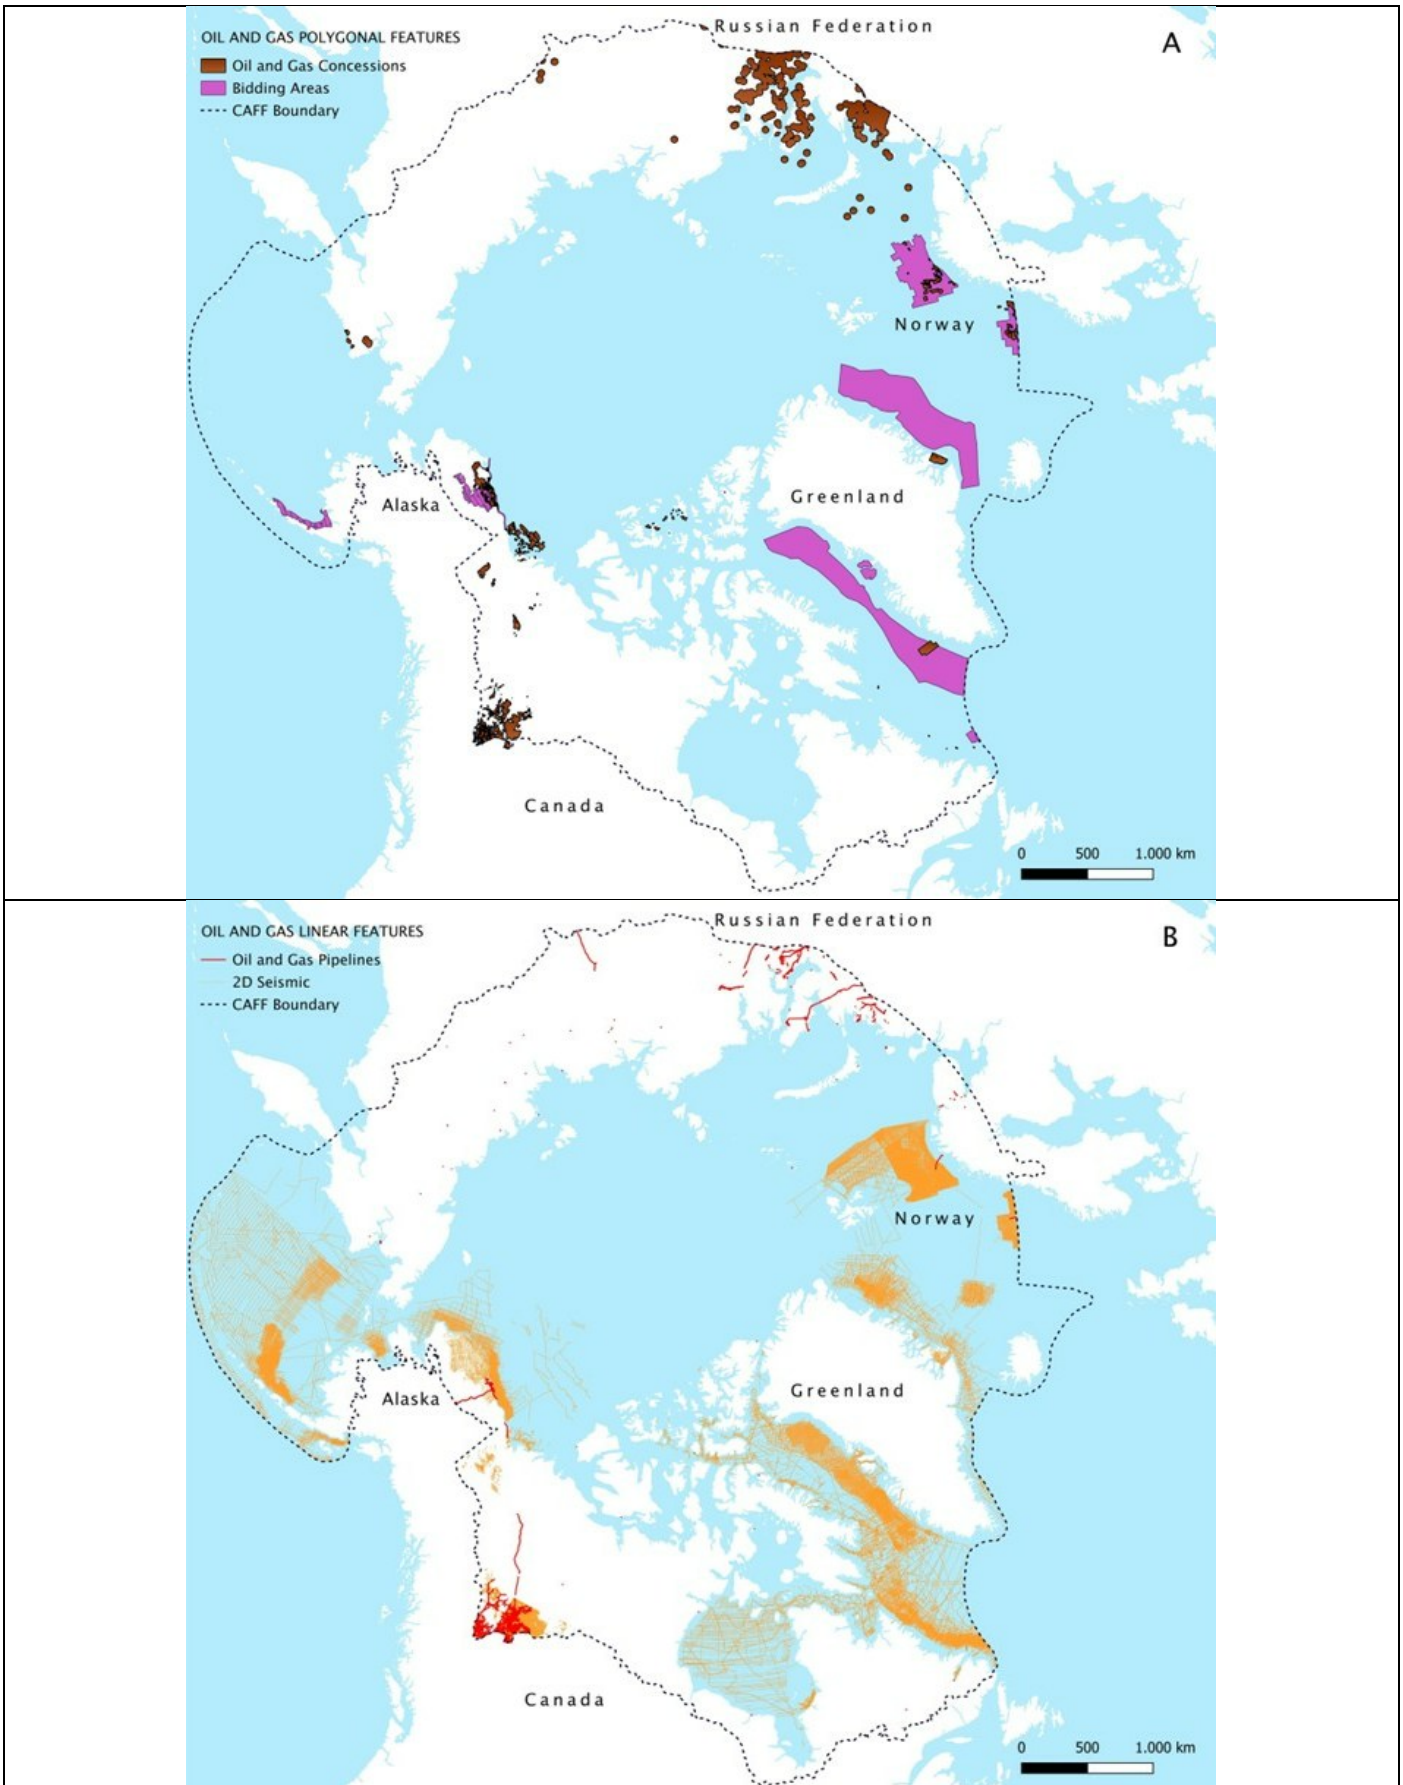 Russian Federation
A
OIL AND GAS POLYGONAL FEATURES
Oil and Gas Concessions
Bidding Areas
CAFF Boundary
Norway
Greenland
Alaska
Canada
0 500 1.000 km
Russian Federation
B
OIL AND GAS LINEAR FEATURES
Oil and Gas Pipelines
2D Seismic
CAFF Boundary
Norway
Greenland
Alaska
Canada
0 500 1.000 km